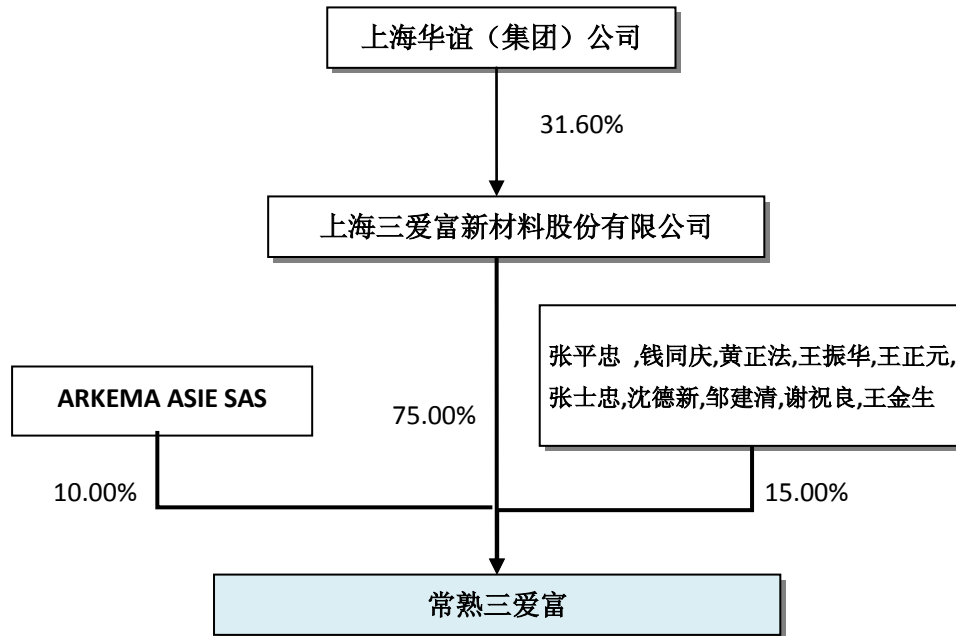 上海华谊（集团）公司
31.60%
上海三爱富新材料股份有限公司
张平忠 ,钱同庆,黄正法,王振华,王正元,
张士忠,沈德新,邹建清,谢祝良,王金生
ARKEMA ASIE SAS
75.00%
10.00%
15.00%
常熟三爱富